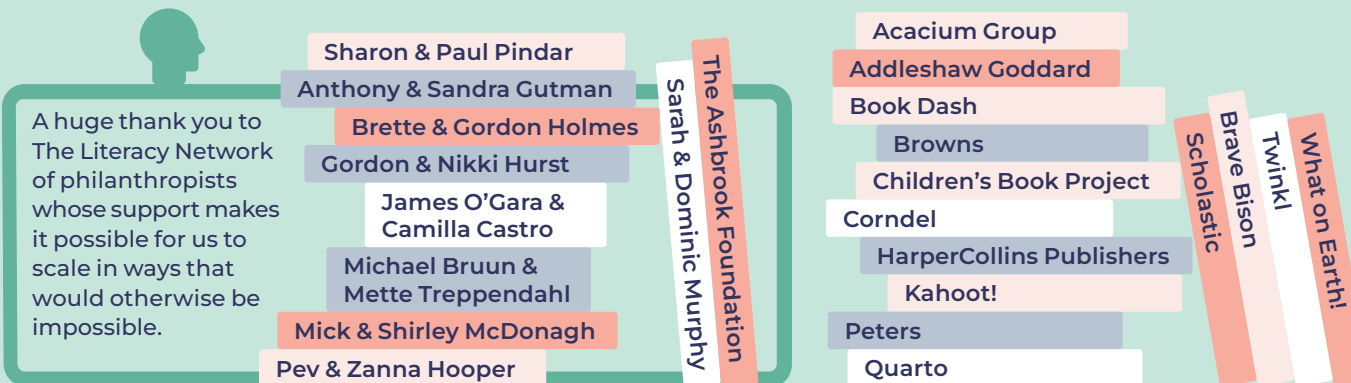 A huge thank you to
The Literacy Network
of philanthropists
whose support makes
it possible for us to
scale in ways that
would otherwise be
impossible.
Sharon & Paul Pindar
Anthony & Sandra Gutman
Brette & Gordon Holmes
Gordon & Nikki Hurst
James O’Gara &
Camilla Castro
Michael Bruun &
Mette Treppendahl
Mick & Shirley McDonagh
Pev & Zanna Hooper
Sarah & Dominic Murphy
The Ashbrook Foundation
Acacium Group
Addleshaw Goddard
Book Dash
Browns
Children’s Book Project
Corndel
HarperCollins Publishers
Kahoot!
Peters
Quarto
Scholastic
Brave Bison
Twinkl
What on Earth!